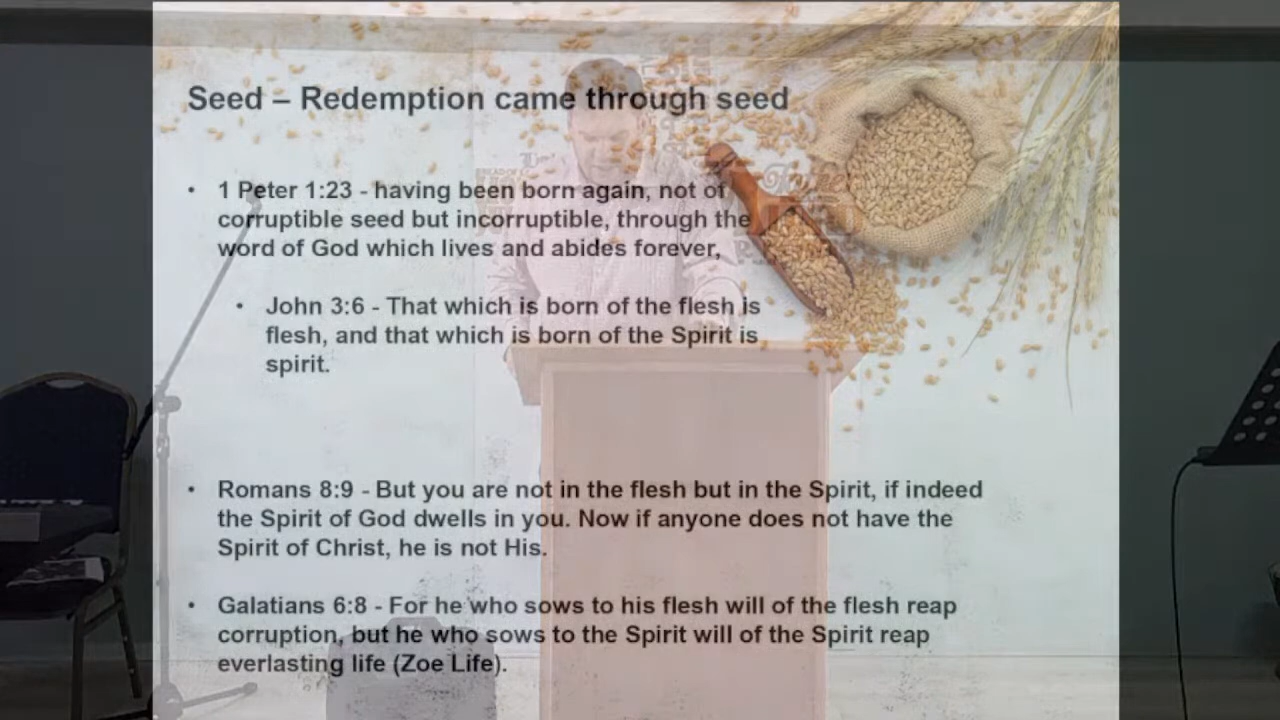 Seed – Redemption came through seed
• 1 Peter 1:23 - having been born again, not of
corruptible seed but incorruptible, through the
word of God which lives and abides forever,
• John 3:6 - That which is born of the flesh is
flesh, and that which is born of the Spirit is
spirit.
• Romans 8:9 - But you are not in the flesh but in the Spirit, if indeed
the Spirit of God dwells in you. Now if anyone does not have the
Spirit of Christ, he is not His.
• Galatians 6:8 - For he who sows to his flesh will of the flesh reap
corruption, but he who sows to the Spirit will of the Spirit reap
everlasting life (Zoe Life).